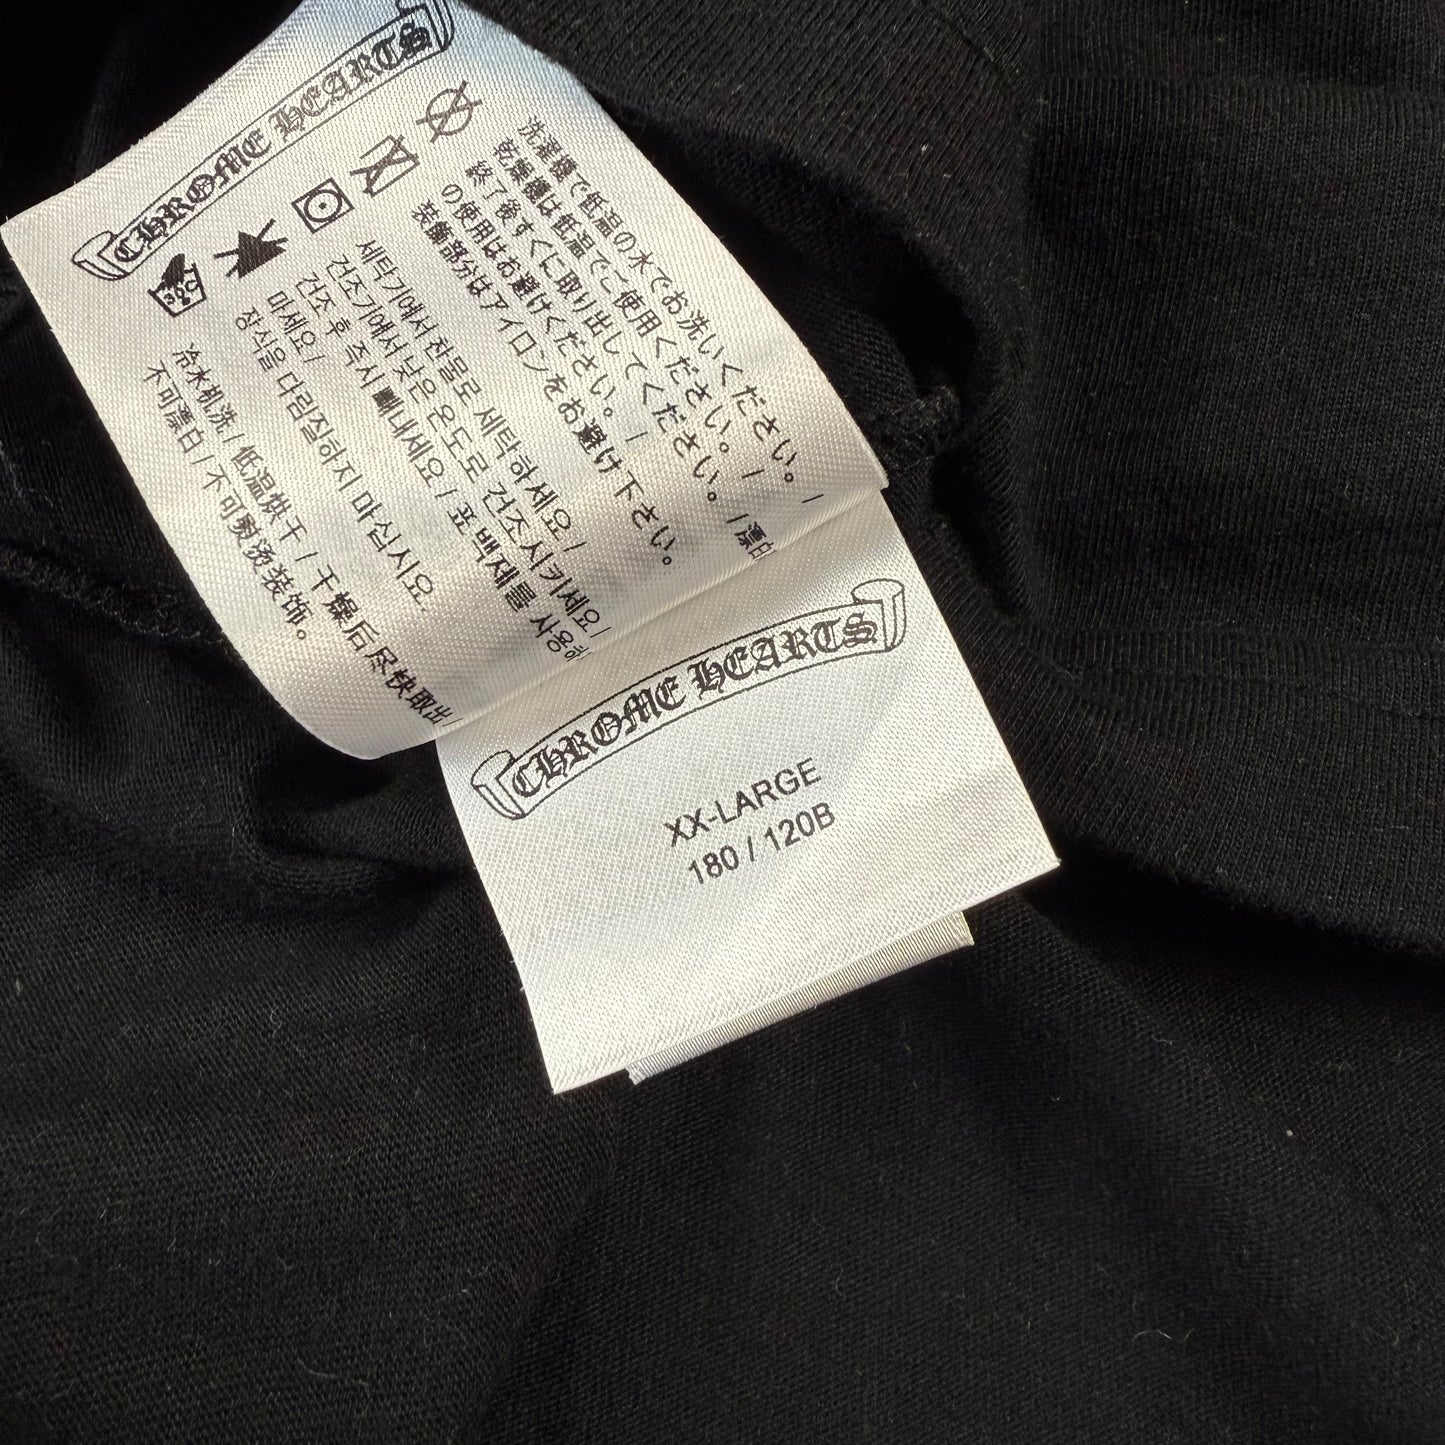 CHROME HEARTS
30C
洗濯機で低温の水でお洗いください。/
乾燥機は低温でご使用ください。/
終了後すぐに取り出してください。/漂白
の使用はお避けください。/
装飾部分はアイロンをお避け下さい。
세탁기에서 찬물로 세탁하세요/
건조기에서 낮은 온도로 건조시키세요/
건조 후 즉시 빼내세요/표백제를 사용하
마세요/
장식을 다림질하지 마십시요.
冷水机洗/低温烘干/干燥后尽快取出/
不可漂白/不可熨烫装饰。
CHROME HEARTS
XX-LARGE
180 / 120B